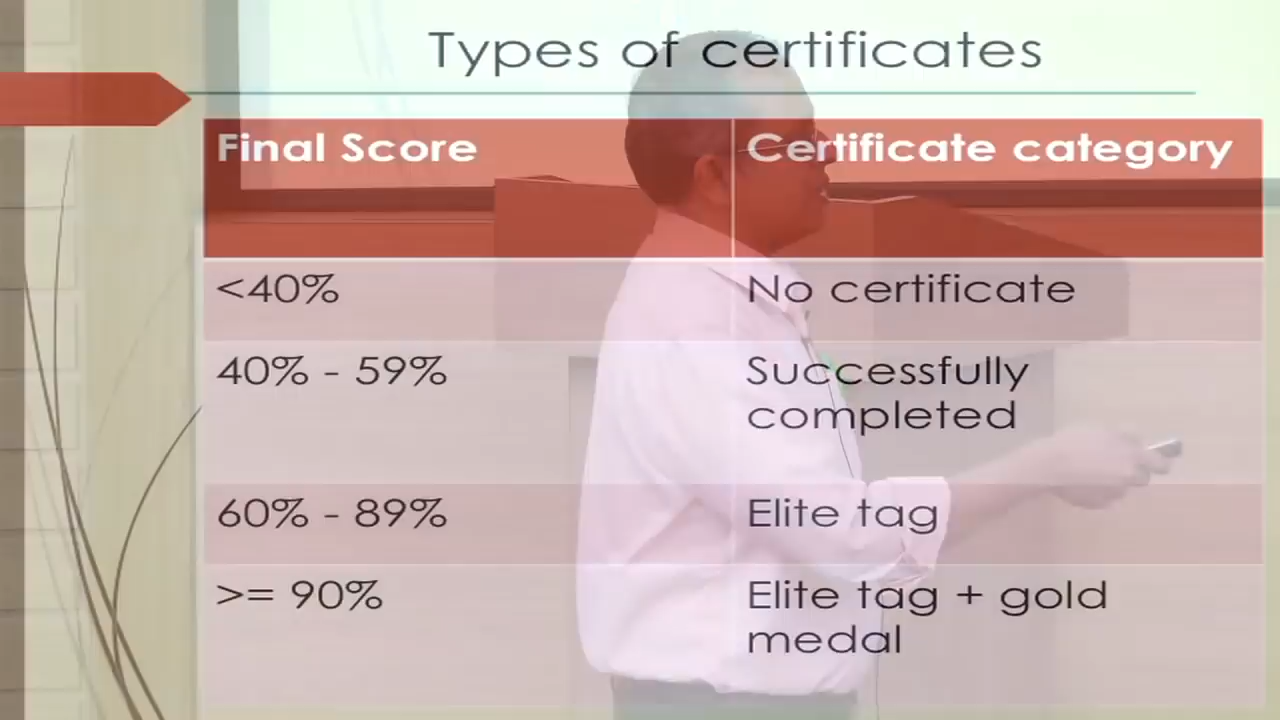 Types of certificates
Final Score
Certificate category
<40%
No certificate
40% - 59%
Successfully
completed
60% - 89%
Elite tag
>= 90%
Elite tag + gold
medal